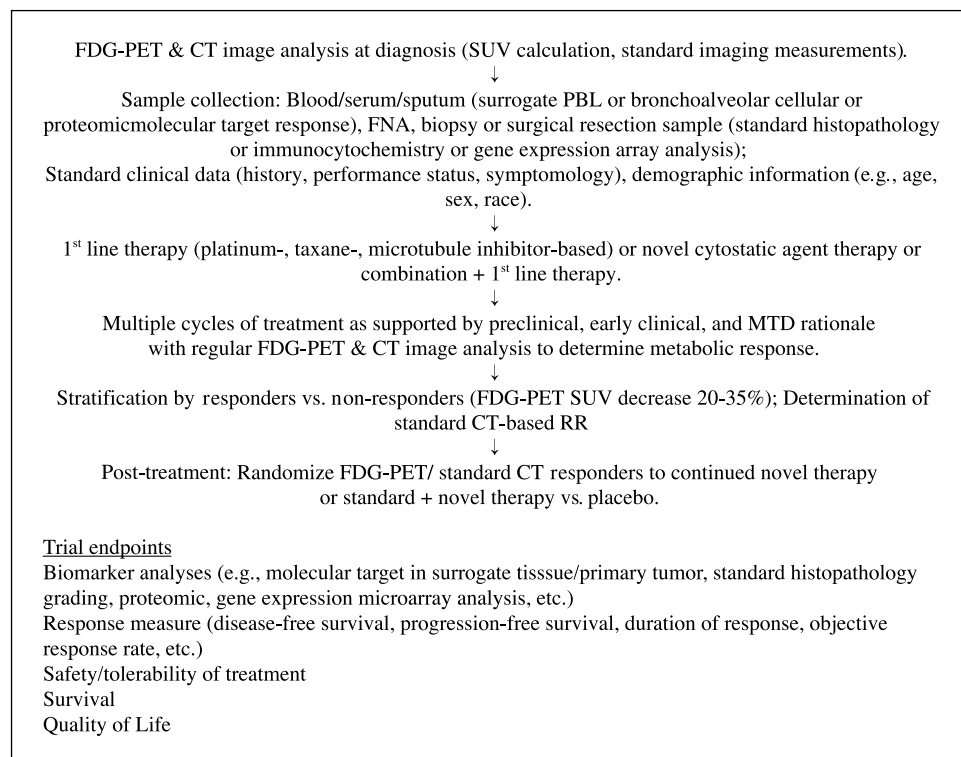 FDG-PET & CT image analysis at diagnosis (SUV calculation, standard imaging measurements).
↓
Sample collection: Blood/serum/sputum (surrogate PBL or bronchoalveolar cellular or
proteomicmolecular target response), FNA, biopsy or surgical resection sample (standard histopathology
or immunocytochemistry or gene expression array analysis);
Standard clinical data (history, performance status, symptomology), demographic information (e.g., age,
sex, race).
↓
1st line therapy (platinum-, taxane-, microtubule inhibitor-based) or novel cytostatic agent therapy or
combination + 1st line therapy.
↓
Multiple cycles of treatment as supported by preclinical, early clinical, and MTD rationale
with regular FDG-PET & CT image analysis to determine metabolic response.
↓
Stratification by responders vs. non-responders (FDG-PET SUV decrease 20-35%); Determination of
standard CT-based RR
↓
Post-treatment: Randomize FDG-PET/ standard CT responders to continued novel therapy
or standard + novel therapy vs. placebo.
Trial endpoints
Biomarker analyses (e.g., molecular target in surrogate tisssue/primary tumor, standard histopathology
grading, proteomic, gene expression microarray analysis, etc.)
Response measure (disease-free survival, progression-free survival, duration of response, objective
response rate, etc.)
Safety/tolerability of treatment
Survival
Quality of Life